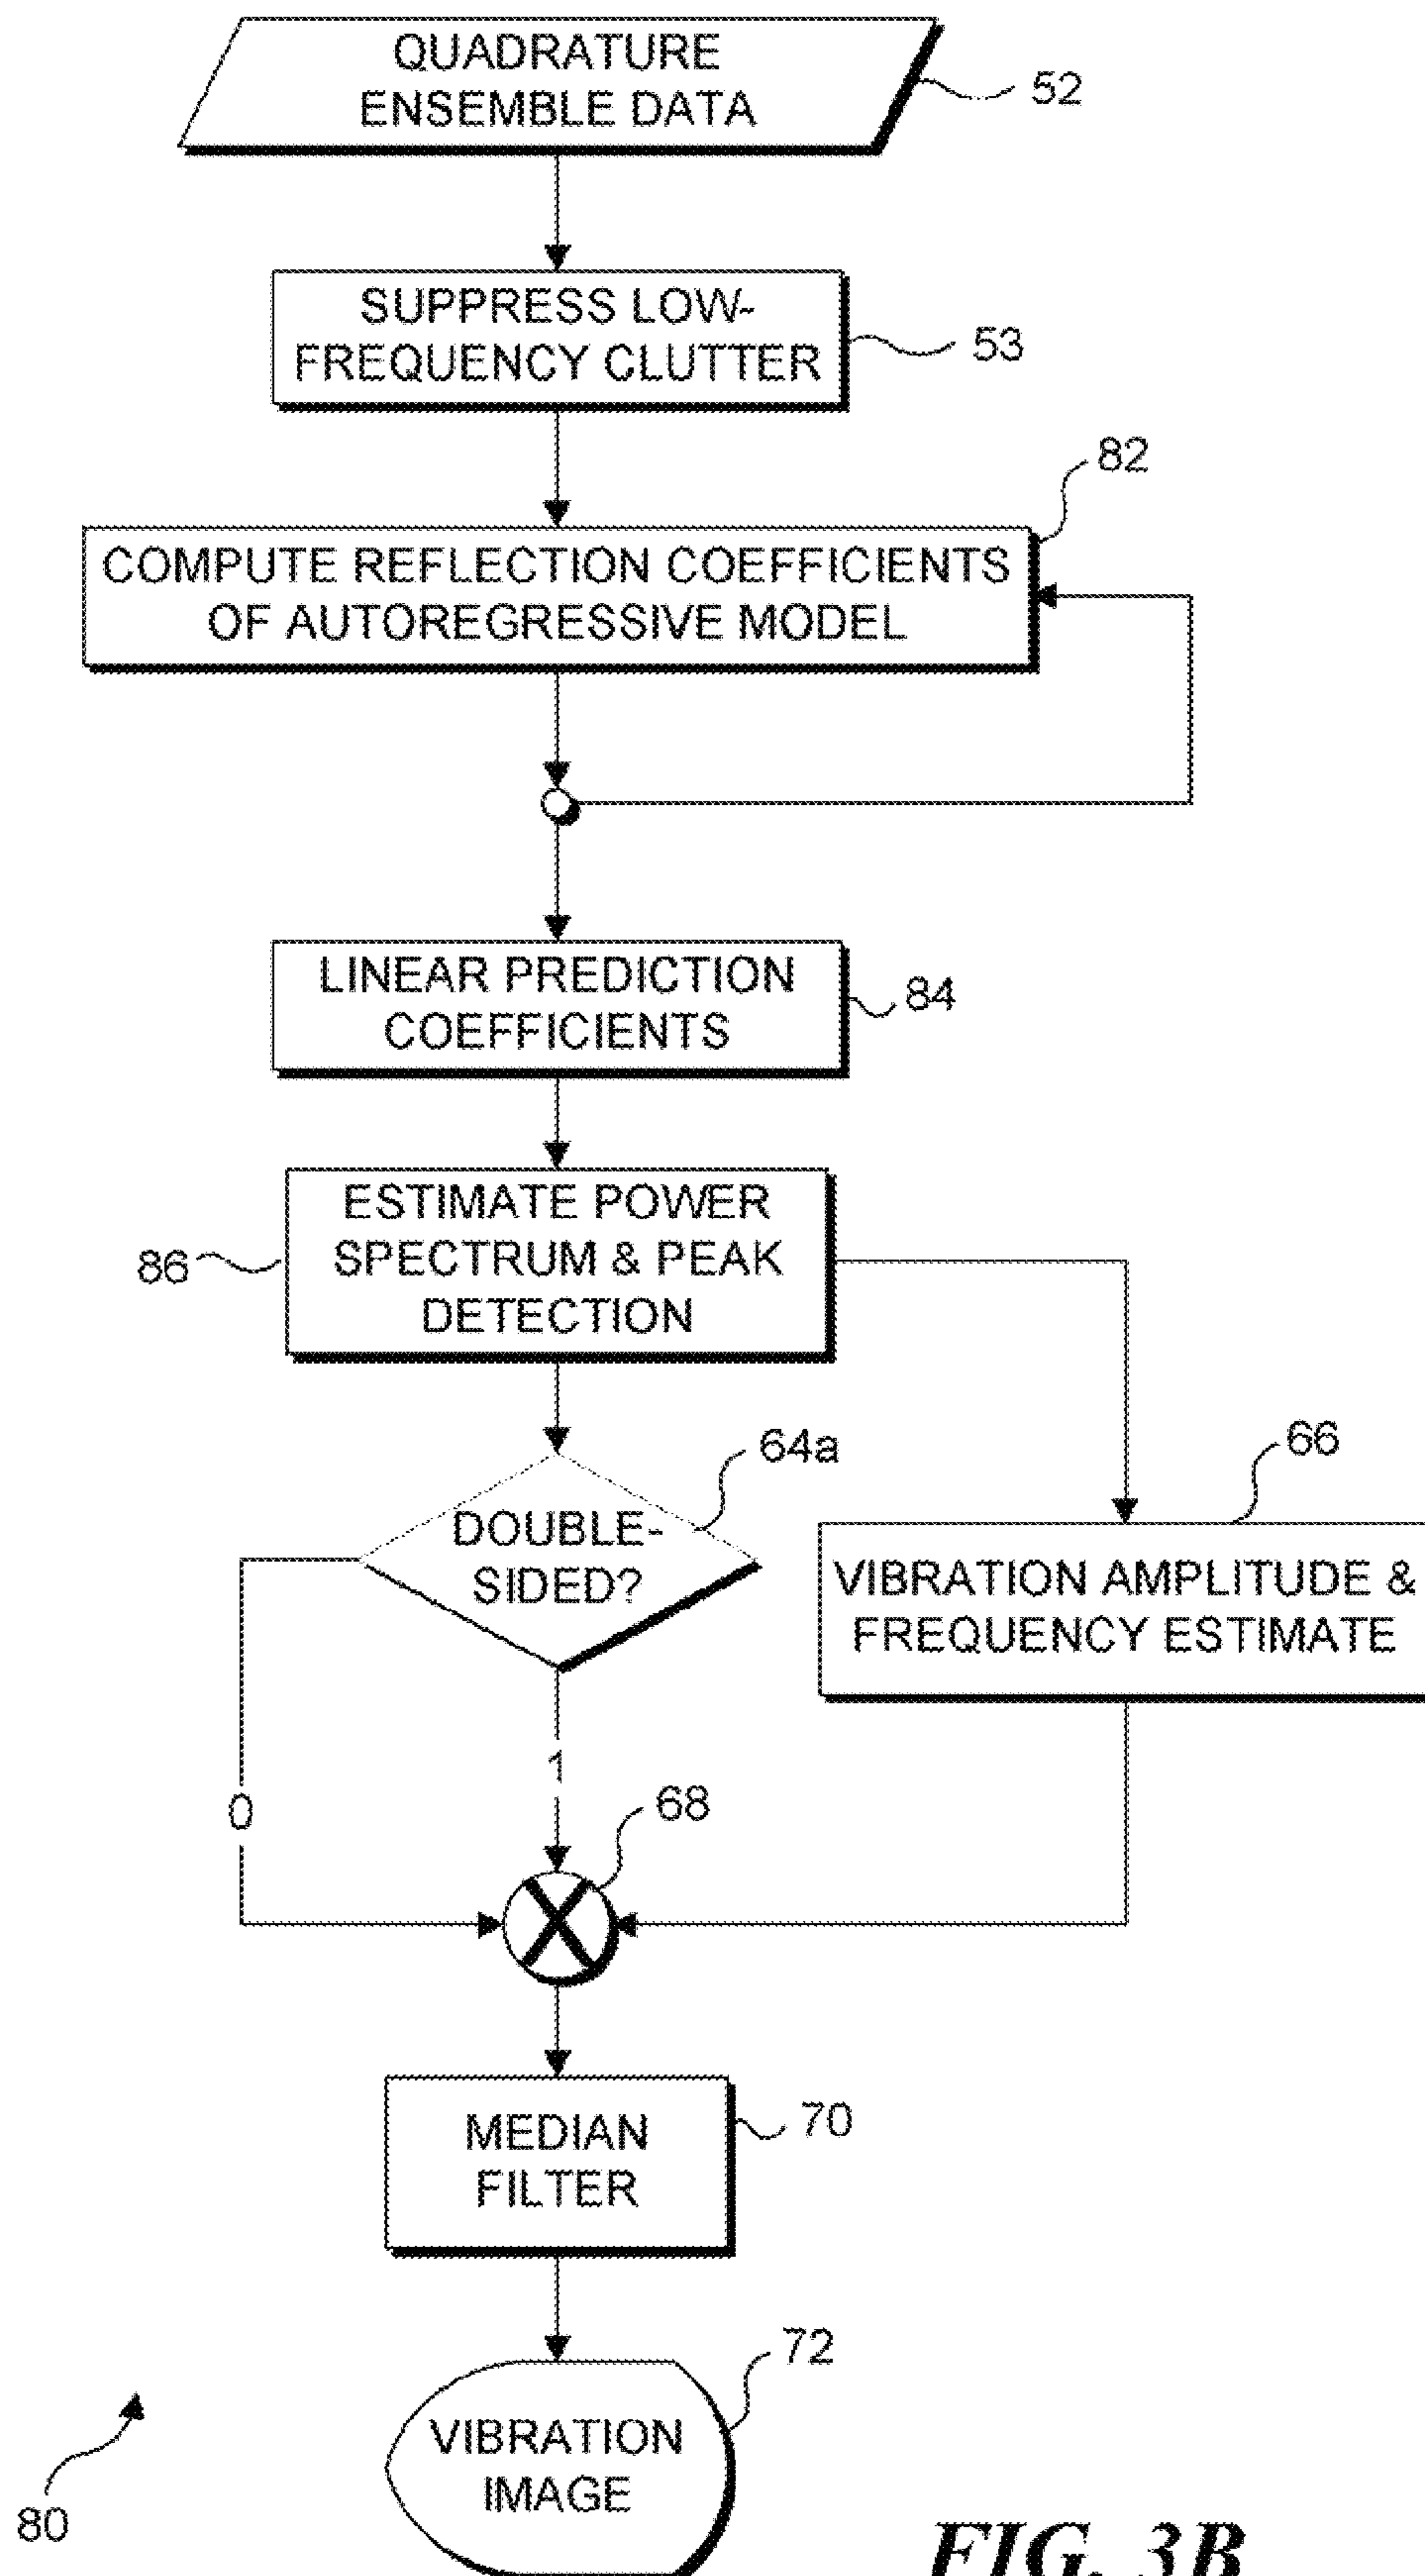 QUADRATURE
ENSEMBLE DATA
52
SUPPRESS LOW-
FREQUENCY CLUTTER
53
82
COMPUTE REFLECTION COEFFICIENTS
OF AUTOREGRESSIVE MODEL
LINEAR PREDICTION
COEFFICIENTS
84
ESTIMATE POWER
SPECTRUM & PEAK
DETECTION
86
64a
DOUBLE-
SIDED?
66
VIBRATION AMPLITUDE &
FREQUENCY ESTIMATE
1
0
68
MEDIAN
FILTER
70
72
VIBRATION
IMAGE
80
FIG. 3B